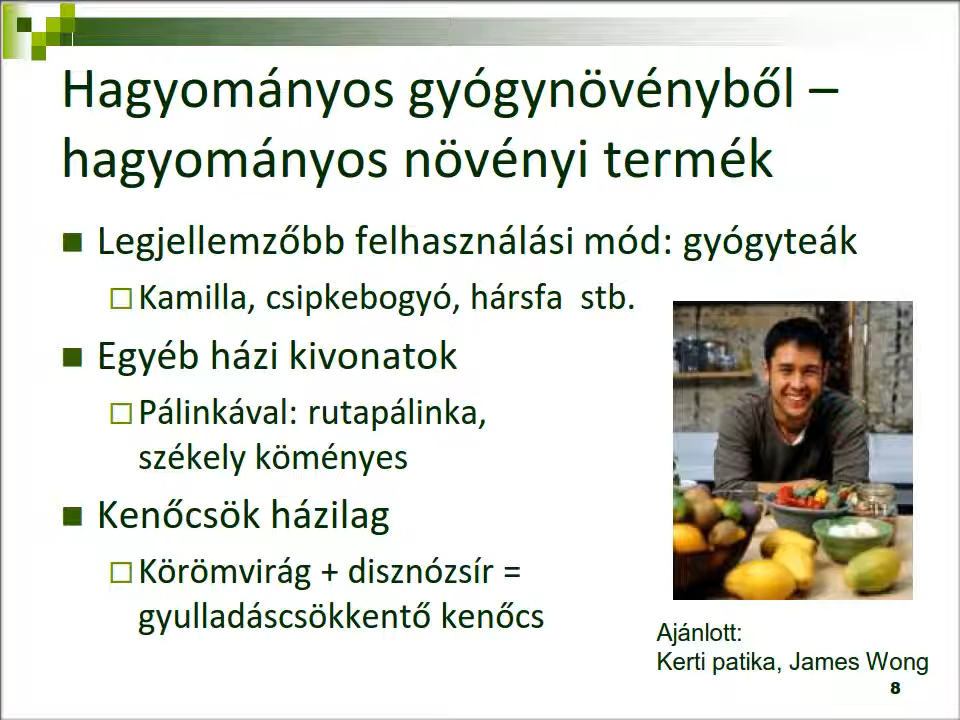 Hagyományos gyógynövényből –
hagyományos növényi termék
Legjellemzőbb felhasználási mód: gyógyteák
Kamilla, csipkebogyó, hársfa stb.
Egyéb házi kivonatok
Pálinkával: rutapálinka,
székely köményes
Kenőcsök házilag
Körömvirág + disznózsír =
gyulladáscsökkentő kenőcs
Ajánlott:
Kerti patika, James Wong
8